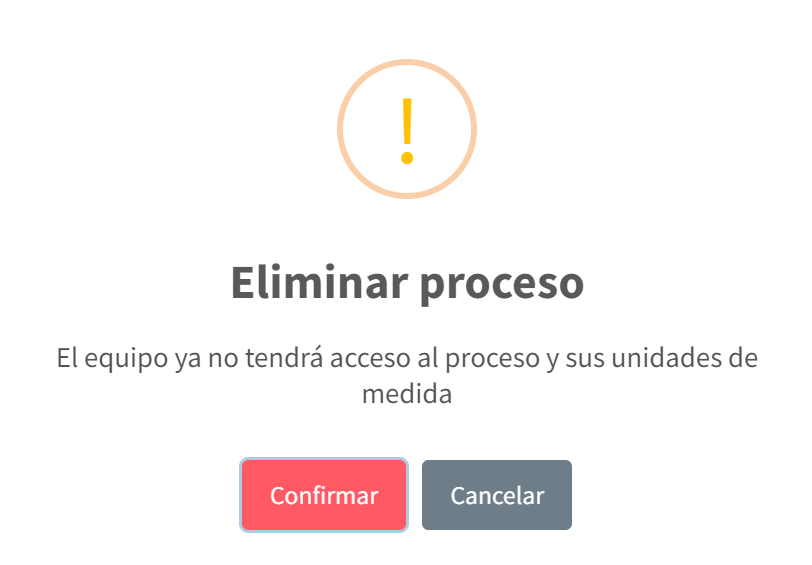 !
Eliminar proceso
El equipo ya no tendrá acceso al proceso y sus unidades de
medida
Confirmar
Cancelar